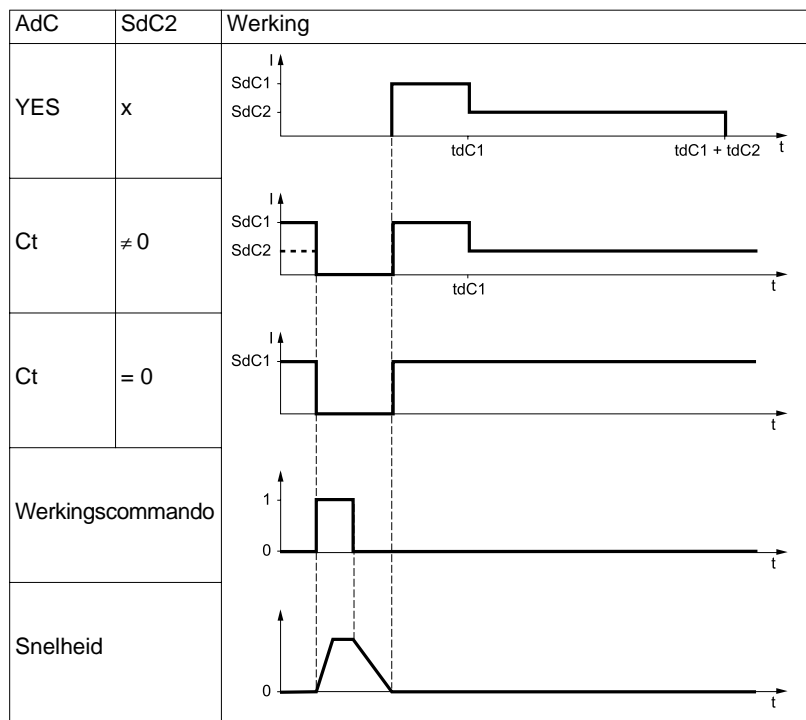 AdC SdC2 Werking
I
SdC1
YES x
SdC2
tdC1 tdC1 + tdC2 t
I
SdC1
Ct ≠ 0
SdC2
tdC1 t
I
SdC1
Ct = 0
t
1
Werkingscommando
0
t
Snelheid
0
t